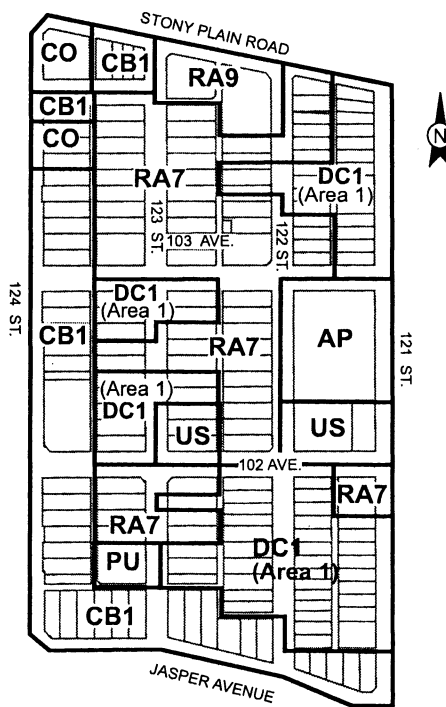 STONY PLAIN ROAD
CO
CB1
RA9
CB1
CO
N
RA7
DC1
(Area 1)
123 ST.
103 AVE.
122 ST.
124 ST.
DC1
(Area 1)
CB1
RA7
AP
121 ST.
(Area 1)
DC1
US
US
102 AVE.
RA7
RA7
DC1
(Area 1)
PU
CB1
JASPER AVENUE